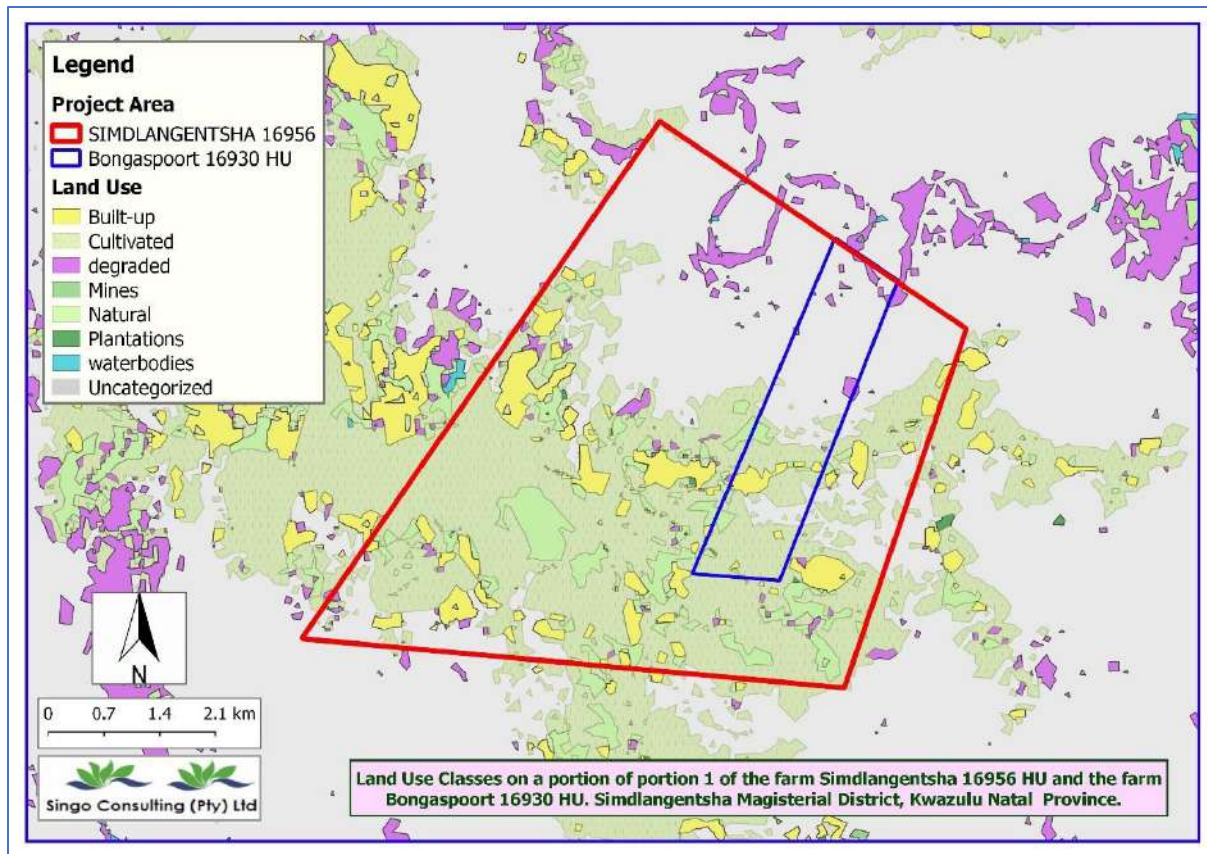 Legend
Project Area
SIMDLANGENTSHA 16956
Bongaspoort 16930 HU
Land Use
Built-up
Cultivated
degraded
Mines
Natural
Plantations
waterbodies
Uncategorized
N
0 0.7 1.4 2.1 km
Singo Consulting (Pty) Ltd
Land Use Classes on a portion of portion 1 of the farm Simdlangentsha 16956 HU and the farm
Bongaspoort 16930 HU. Simdlangentsha Magisterial District, Kwazulu Natal Province.